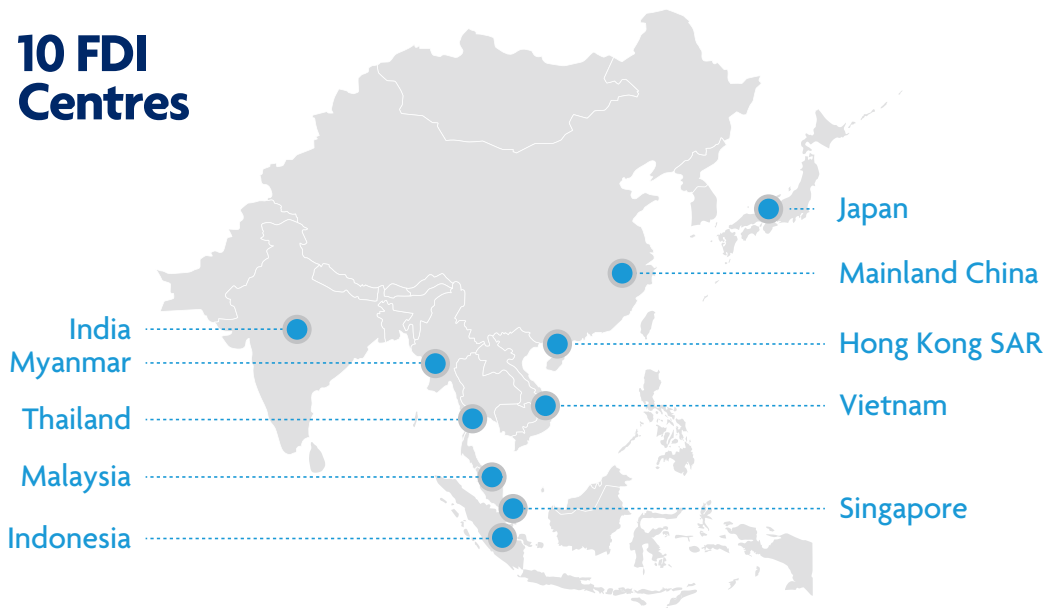 10 FDI
Centres
India
Myanmar
Thailand
Malaysia
Indonesia
Japan
Mainland China
Hong Kong SAR
Vietnam
Singapore